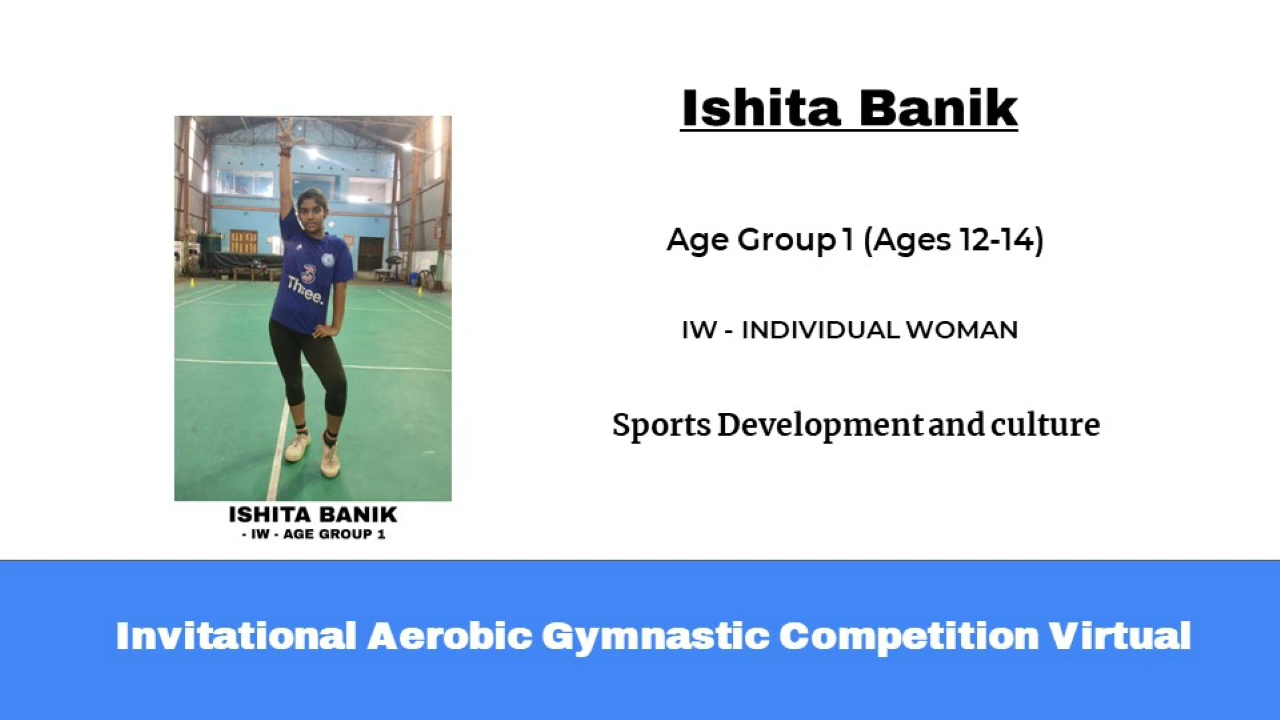 Ishita Banik
Age Group 1 (Ages 12-14)
IW - INDIVIDUAL WOMAN
Sports Development and culture
3
Three.
ISHITA BANIK
- IW - AGE GROUP 1
Invitational Aerobic Gymnastic Competition Virtual